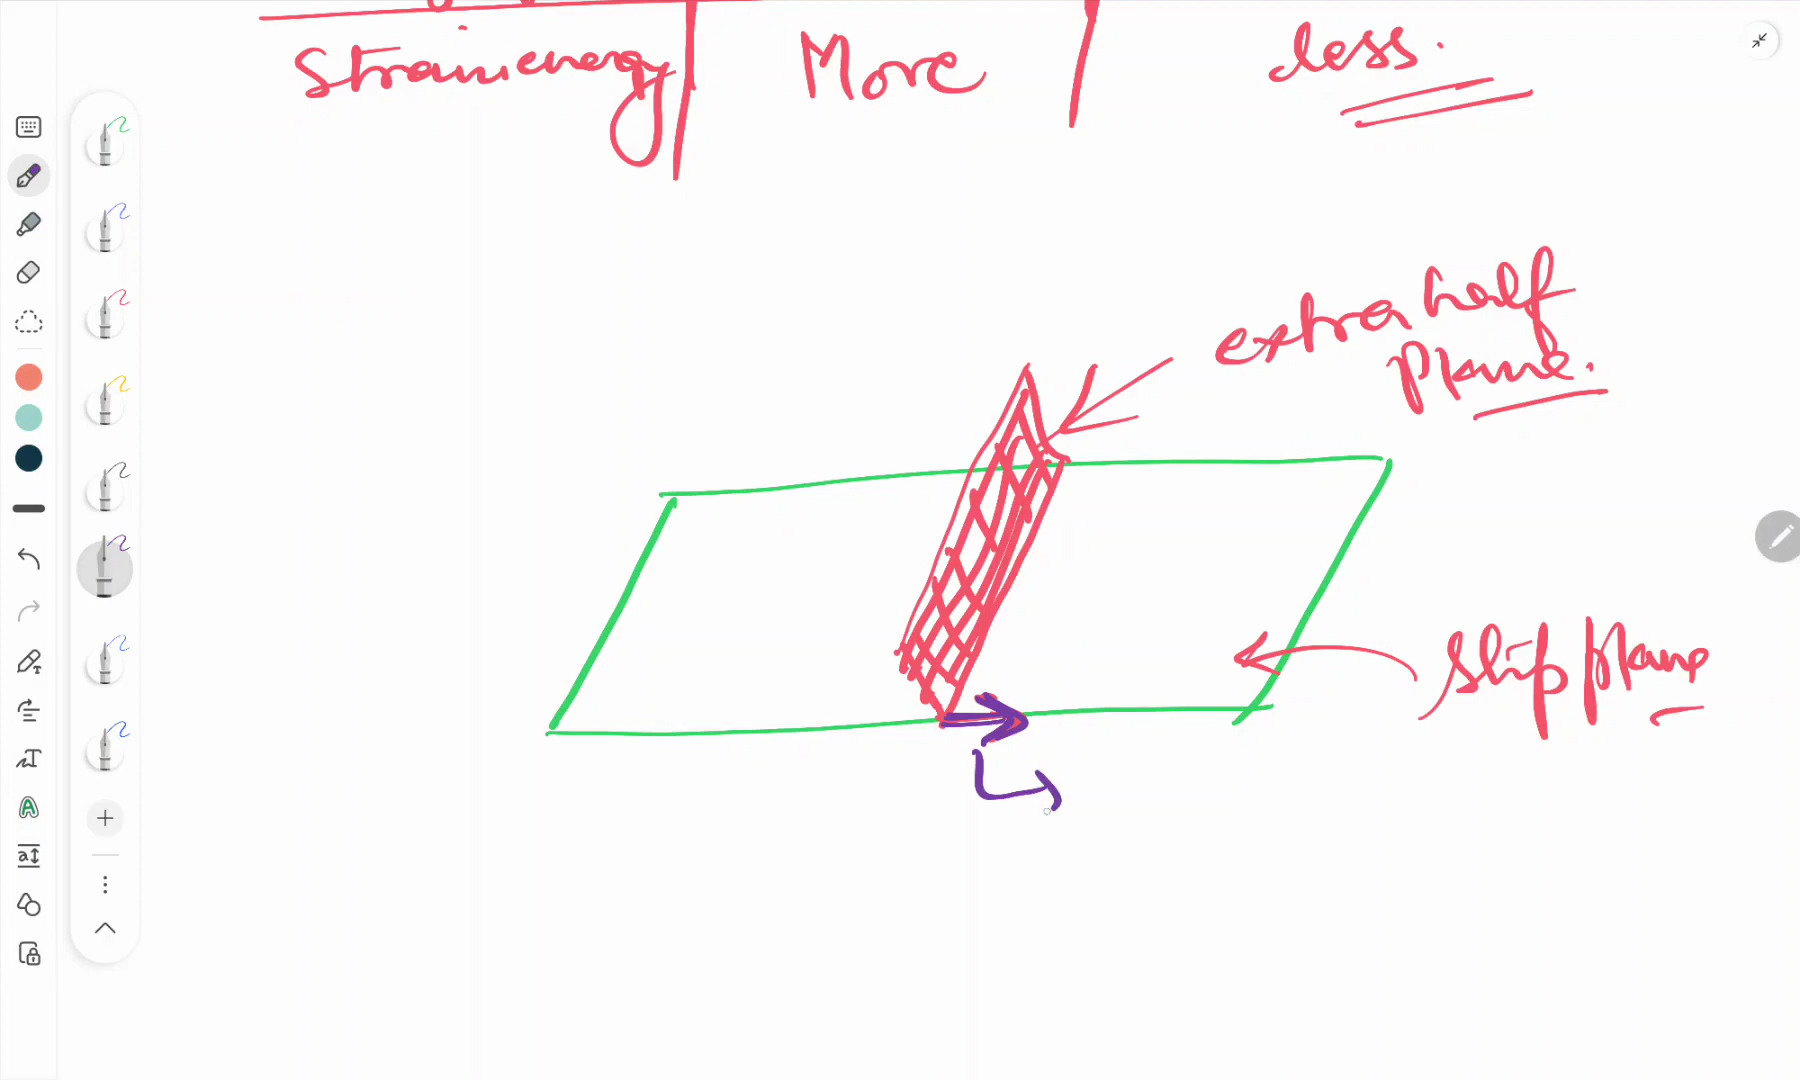 Strain energy More less.
extra half
plane.
slip plane